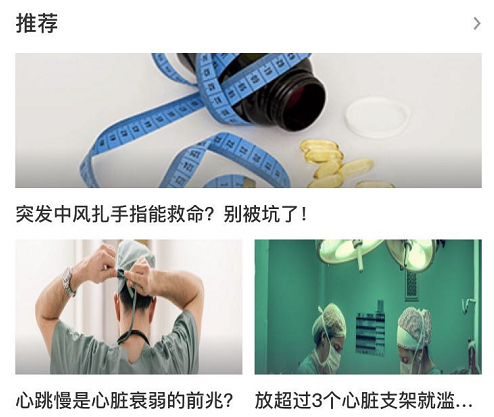 推荐
突发中风扎手指能救命？别被坑了！
心跳慢是心脏衰弱的前兆？
放超过3个心脏支架就滥…